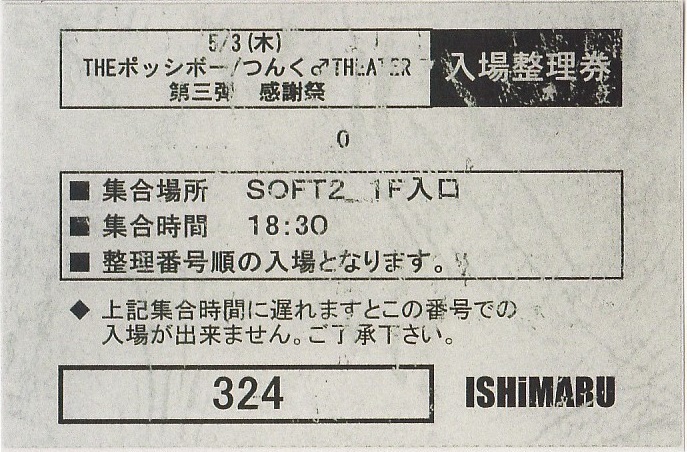 5/3(木)
THEポッシボー/つんく♂THEATER
第三弾 感謝祭
入場整理券
0
■ 集合場所 SOFT2 1F入口
■ 集合時間 18:30
■ 整理番号順の入場となります。
◆ 上記集合時間に遅れますとこの番号での
入場が出来ません。ご了承下さい。
324
ISHiMARU